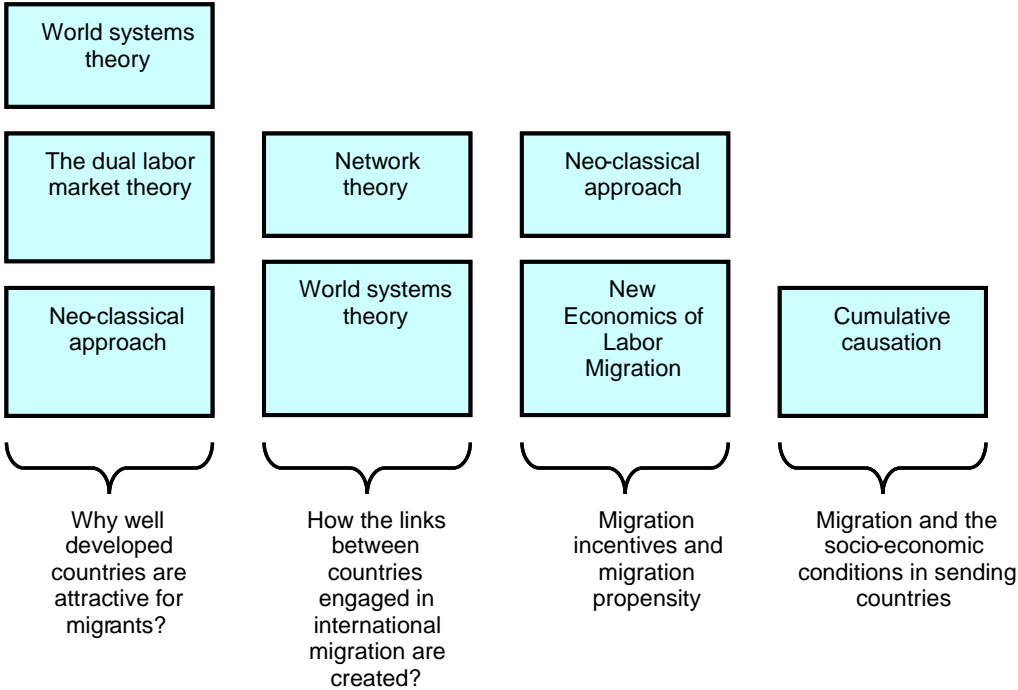 World systems
theory
The dual labor
market theory
Neo-classical
approach
Why well
developed
countries are
attractive for
migrants?
Network
theory
World systems
theory
How the links
between
countries
engaged in
international
migration are
created?
Neo-classical
approach
New
Economics of
Labor
Migration
Migration
incentives and
migration
propensity
Cumulative
causation
Migration and the
socio-economic
conditions in sending
countries